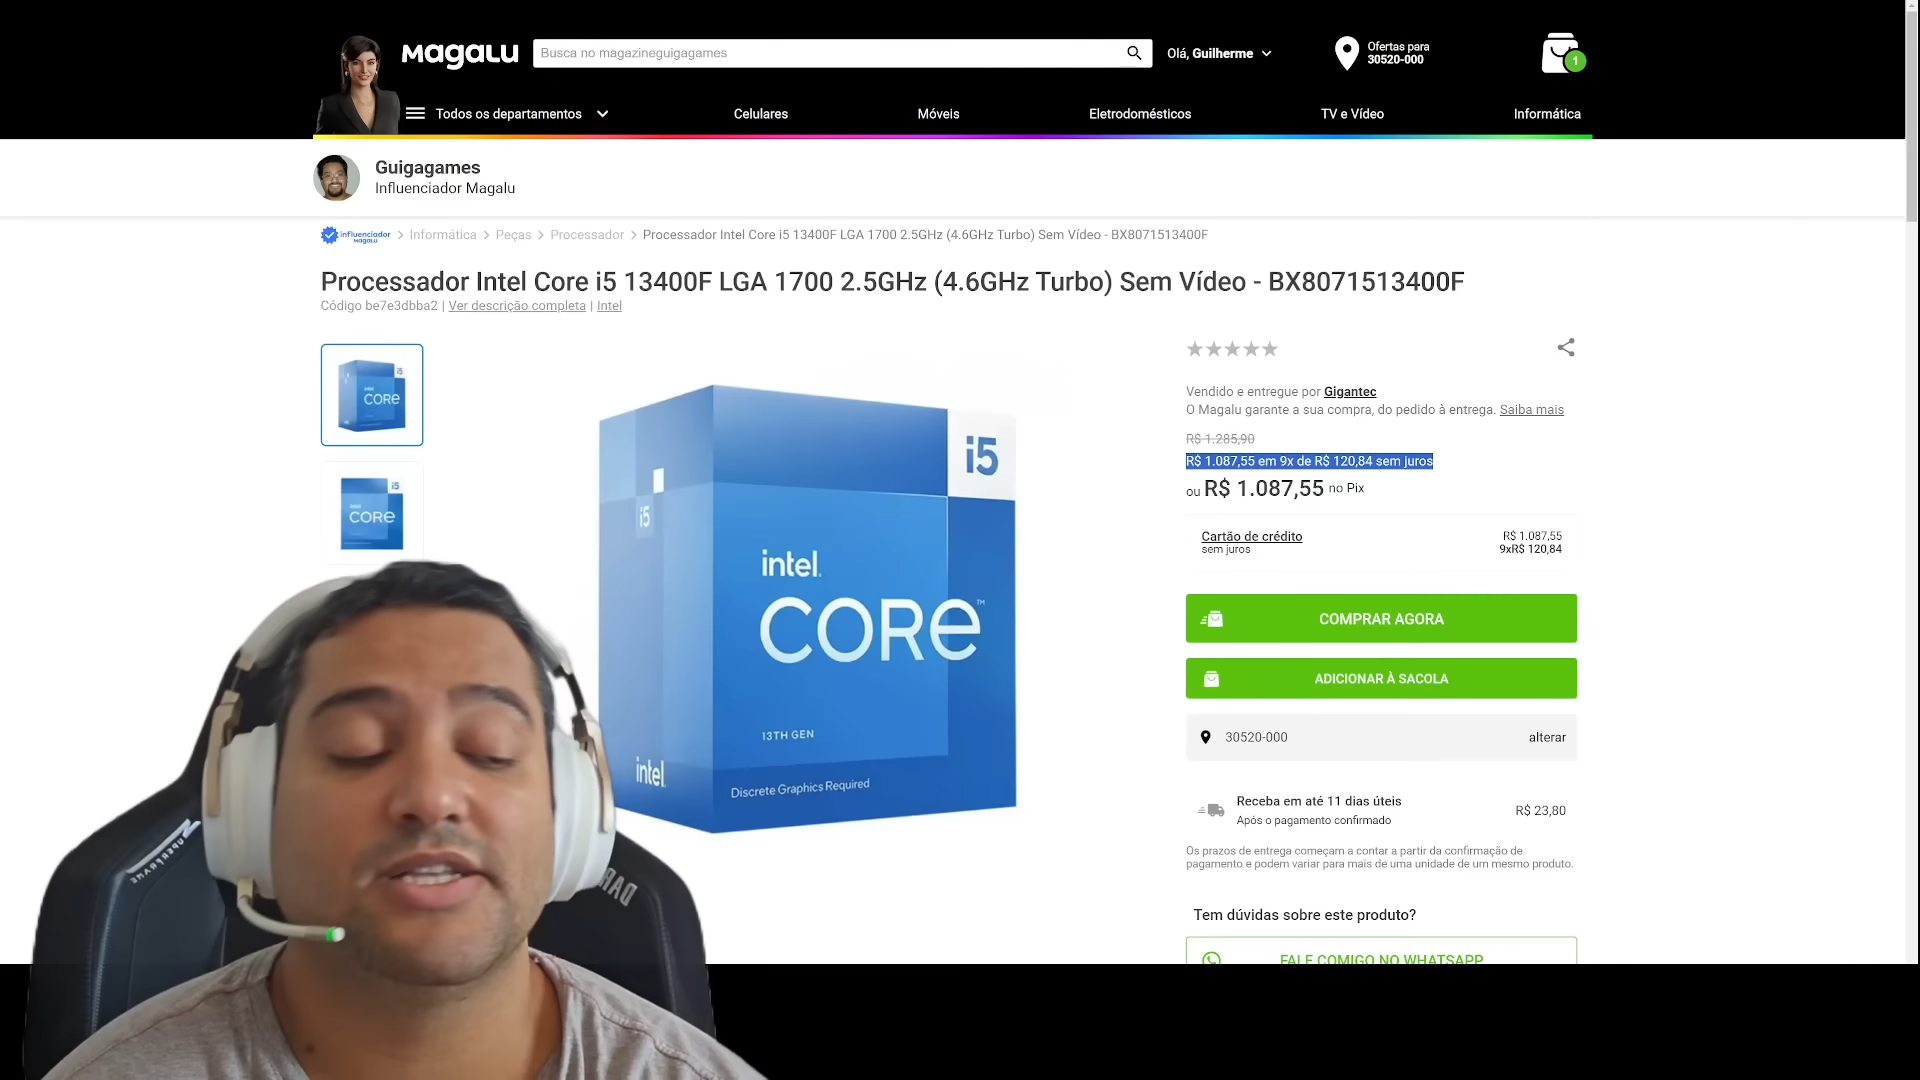 MAGALU
Busca no magazineguigagames
Olá, Guilherme
Ofertas para
30520-000
1
Todos os departamentos
Celulares
Móveis
Eletrodomésticos
TV e Vídeo
Informática
Guigagames
Influenciador Magalu
influenciador
magalu
Informática
Peças
Processador
Processador Intel Core i5 13400F LGA 1700 2.5GHz (4.6GHz Turbo) Sem Vídeo - BX8071513400F
Processador Intel Core i5 13400F LGA 1700 2.5GHz (4.6GHz Turbo) Sem Vídeo - BX8071513400F
Código be7e3dbba2 | Ver descrição completa | Intel
i5
intel
CORE
i5
CORE
i5
i5
intel.
CORE™
13TH GEN
intel
Discrete Graphics Required
Vendido e entregue por Gigantec
O Magalu garante a sua compra, do pedido à entrega. Saiba mais
R$ 1.285,90
R$ 1.087,55 em 9x de R$ 120,84 sem juros
ou R$ 1.087,55 no Pix
Cartão de crédito
R$ 1.087,55
sem juros
9xR$ 120,84
COMPRAR AGORA
ADICIONAR À SACOLA
30520-000
alterar
Receba em até 11 dias úteis
R$ 23,80
Após o pagamento confirmado
Os prazos de entrega começam a contar a partir da confirmação de
pagamento e podem variar para mais de uma unidade de um mesmo produto.
Tem dúvidas sobre este produto?
FALE COMIGO NO WHATSAPP